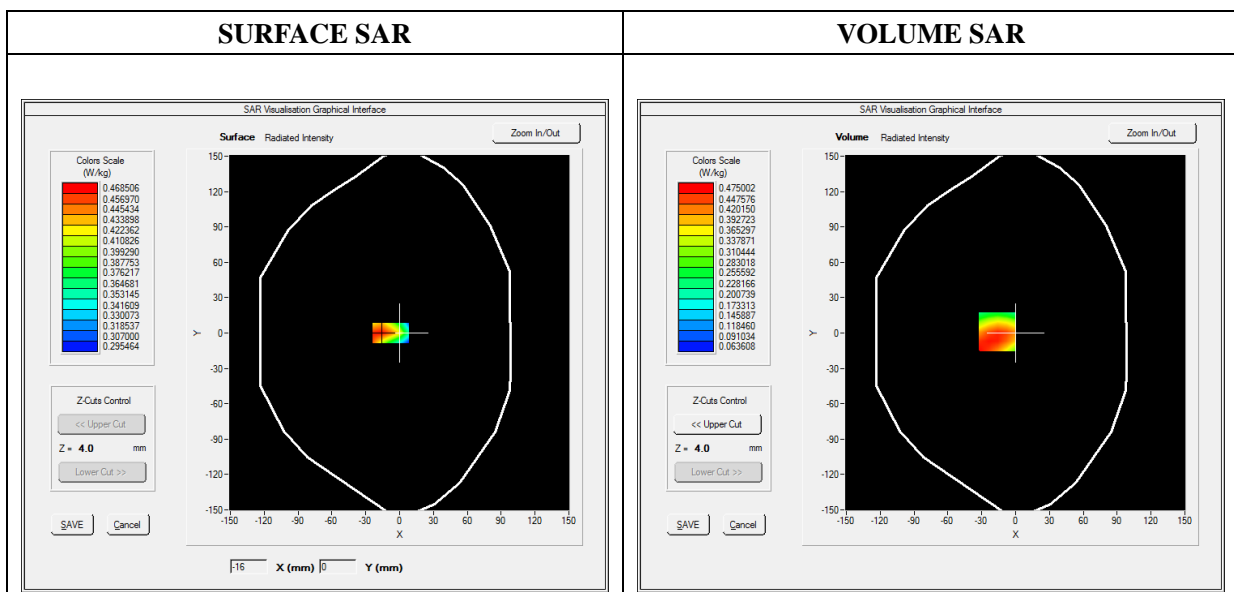 SURFACE SAR
VOLUME SAR
SAR Visualisation Graphical Interface
Surface Radiated Intensity
Zoom In/Out
Colors Scale
(W/kg)
0.468506
0.456970
0.445434
0.433898
0.422362
0.410826
0.399290
0.387753
0.376217
0.364681
0.353145
0.341609
0.330073
0.318537
0.307000
0.295464
Z-Cuts Control
<< Upper Cut
Z = 4.0 mm
Lower Cut >>
SAVE Cancel
150
120
90
60
30
0
-30
-60
-90
-120
-150
Y
-150 -120 -90 -60 -30 0 30 60 90 120 150
X
-16 X (mm) 0 Y (mm)
SAR Visualisation Graphical Interface
Volume Radiated Intensity
Zoom In/Out
Colors Scale
(W/kg)
0.475002
0.447576
0.420150
0.392723
0.365297
0.337871
0.310444
0.283018
0.255592
0.228166
0.200739
0.173313
0.145887
0.118460
0.091034
0.063608
Z-Cuts Control
<< Upper Cut
Z = 4.0 mm
Lower Cut >>
SAVE Cancel
150
120
90
60
30
0
-30
-60
-90
-120
-150
Y
-150 -120 -90 -60 -30 0 30 60 90 120 150
X